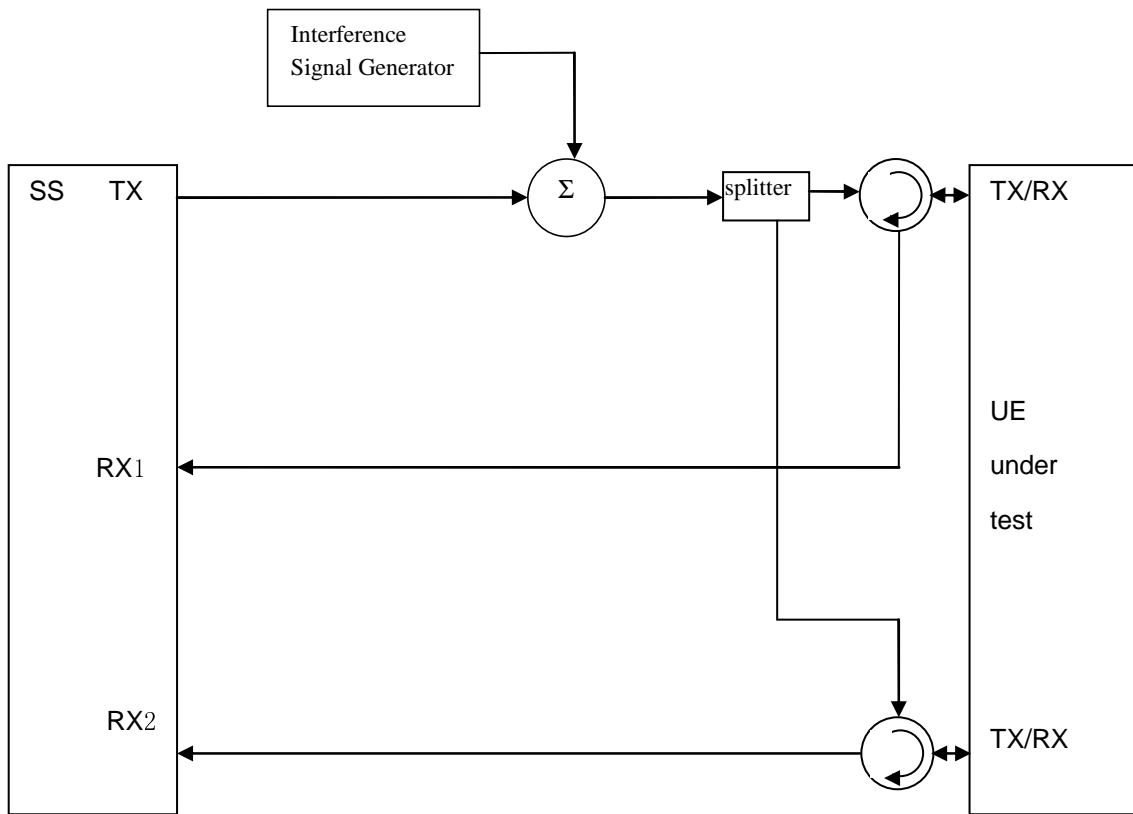 Interference
Signal Generator
SS TX
Σ
splitter
TX/RX
RX1
UE
under
test
RX2
TX/RX